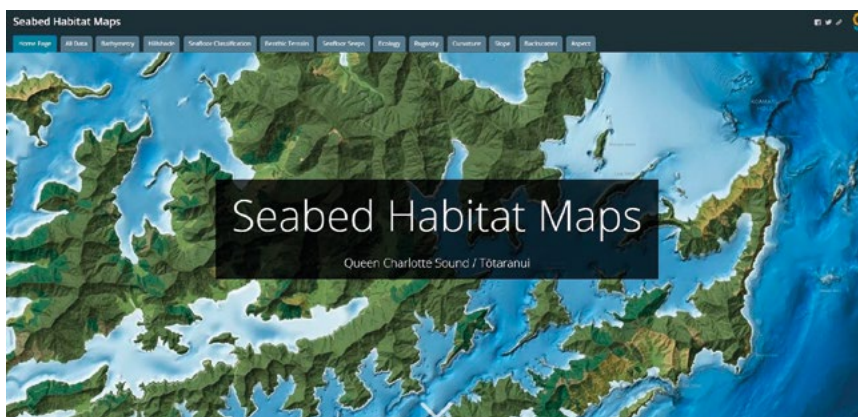 Seabed Habitat Maps
Home Page All Data Bathymetry Hillshade Seafloor Classification Benthic Terrain Seafloor Seeps Ecology Rugosity Curvature Slope Backscatter Aspect
Seabed Habitat Maps
Queen Charlotte Sound / Tōtaranui